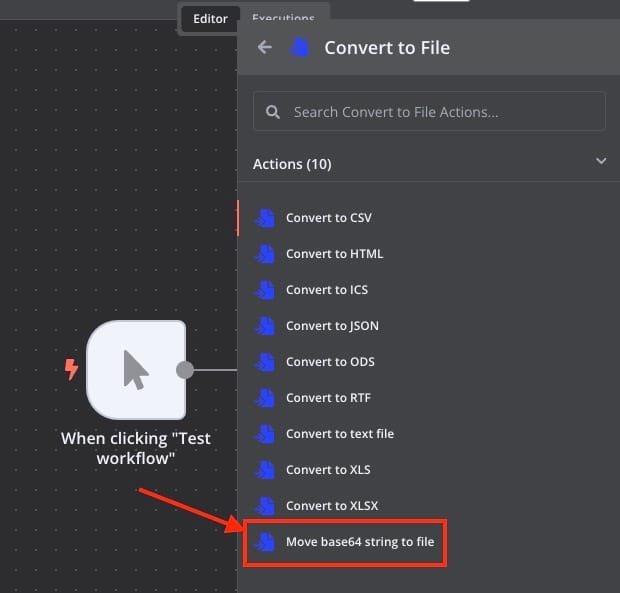 Editor
Executions
Convert to File
Search Convert to File Actions...
Actions (10)
Convert to CSV
Convert to HTML
Convert to ICS
Convert to JSON
Convert to ODS
Convert to RTF
Convert to text file
Convert to XLS
Convert to XLSX
Move base64 string to file
When clicking "Test
workflow"